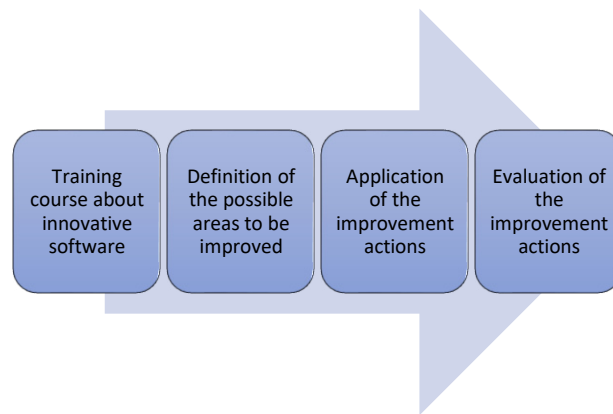 Training
course about
innovative
software
Definition of
the possible
areas to be
improved
Application
of the
improvement
actions
Evaluation of
the
improvement
actions